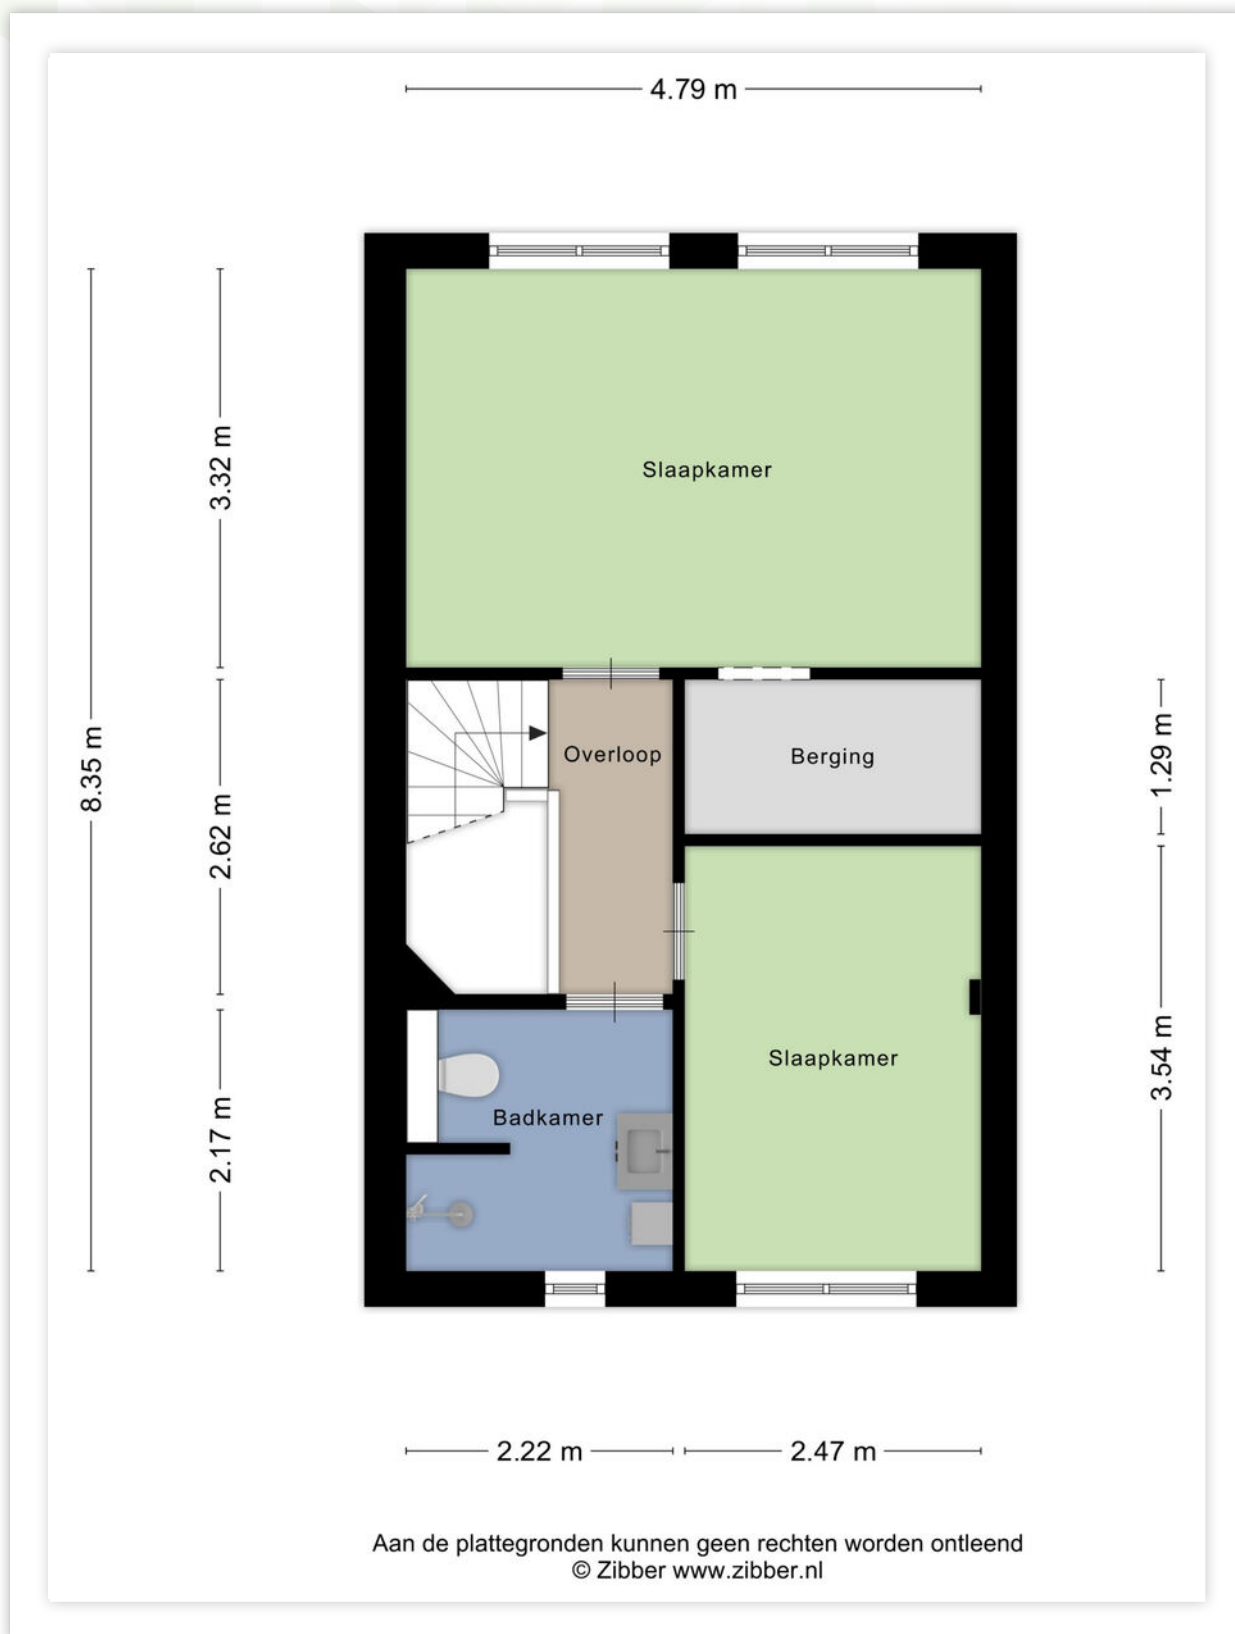 4.79 m
3.32 m
Slaapkamer
8.35 m
2.62 m
Overloop
Berging
1.29 m
Slaapkamer
3.54 m
2.17 m
Badkamer
2.22 m
2.47 m
Aan de plattegronden kunnen geen rechten worden ontleend
© Zibber www.zibber.nl